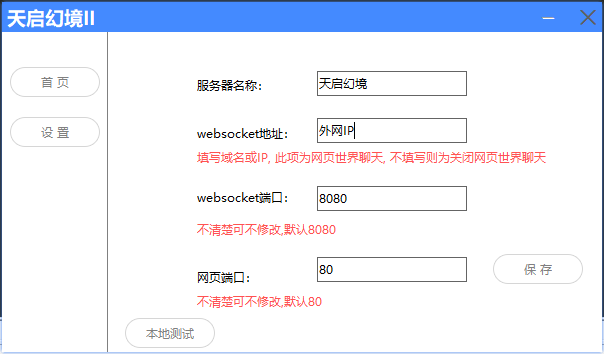 天启幻境II
首 页
设 置
服务器名称： 天启幻境
websocket地址： 外网IP
填写域名或IP, 此项为网页世界聊天, 不填写则为关闭网页世界聊天
websocket端口： 8080
不清楚可不修改,默认8080
网页端口： 80
保 存
不清楚可不修改,默认80
本地测试